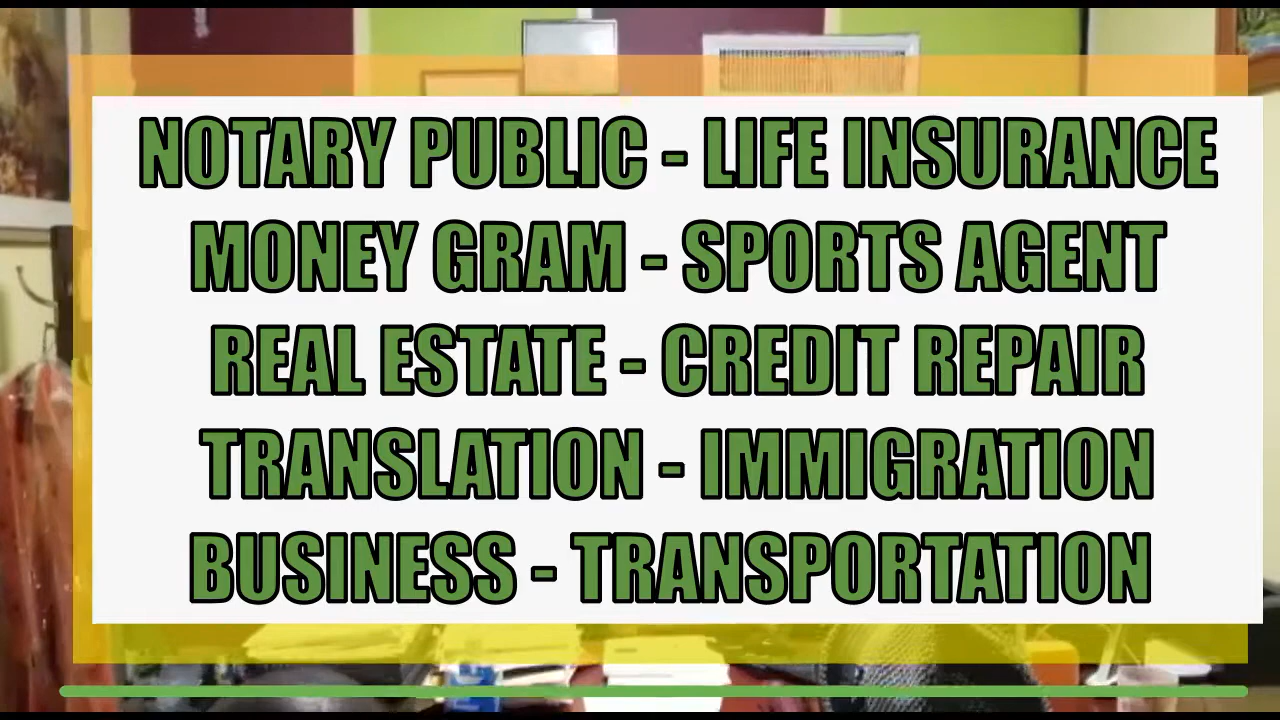 NOTARY PUBLIC - LIFE INSURANCE
MONEY GRAM - SPORTS AGENT
REAL ESTATE - CREDIT REPAIR
TRANSLATION - IMMIGRATION
BUSINESS - TRANSPORTATION